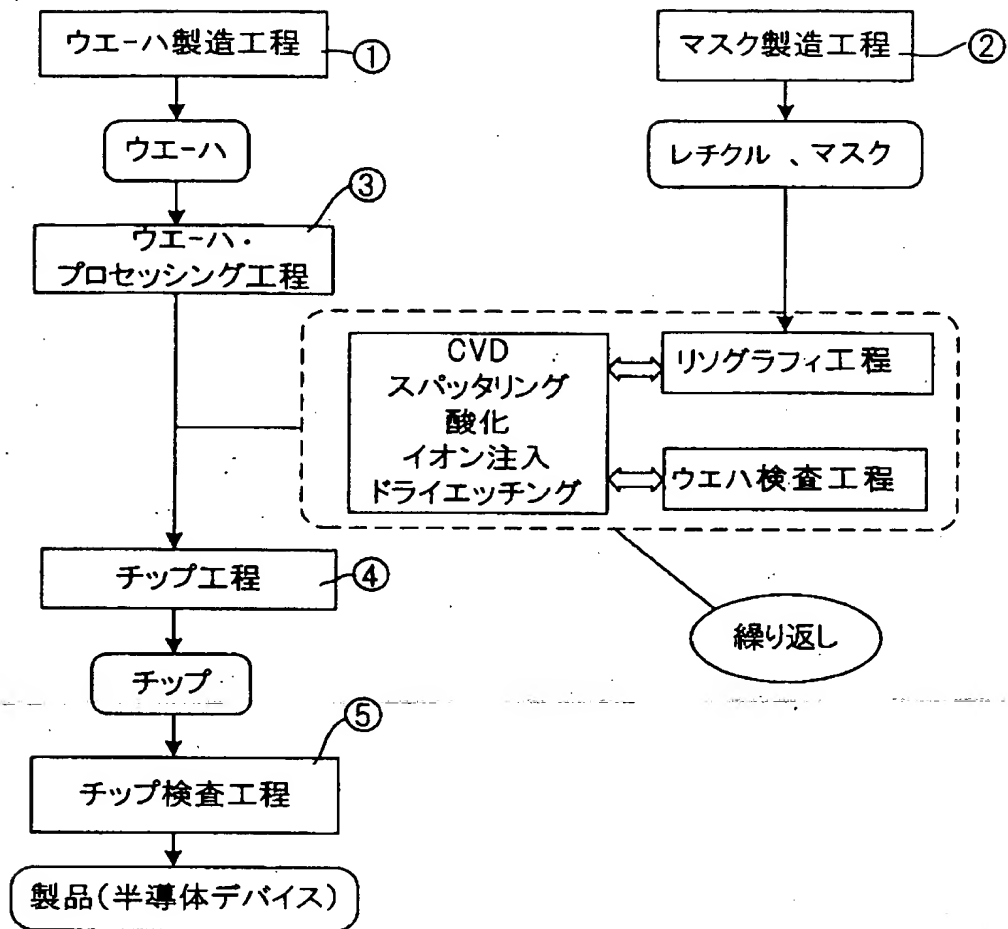 ウエーハ製造工程
①
マスク製造工程
②
ウエーハ
レチクル 、マスク
③
ウエーハ・
プロセッシング工程
CVD
スパッタリング
酸化
イオン注入
ドライエッチング
リソグラフィ工程
ウエハ検査工程
チップ工程
④
繰り返し
チップ
⑤
チップ検査工程
製品(半導体デバイス)